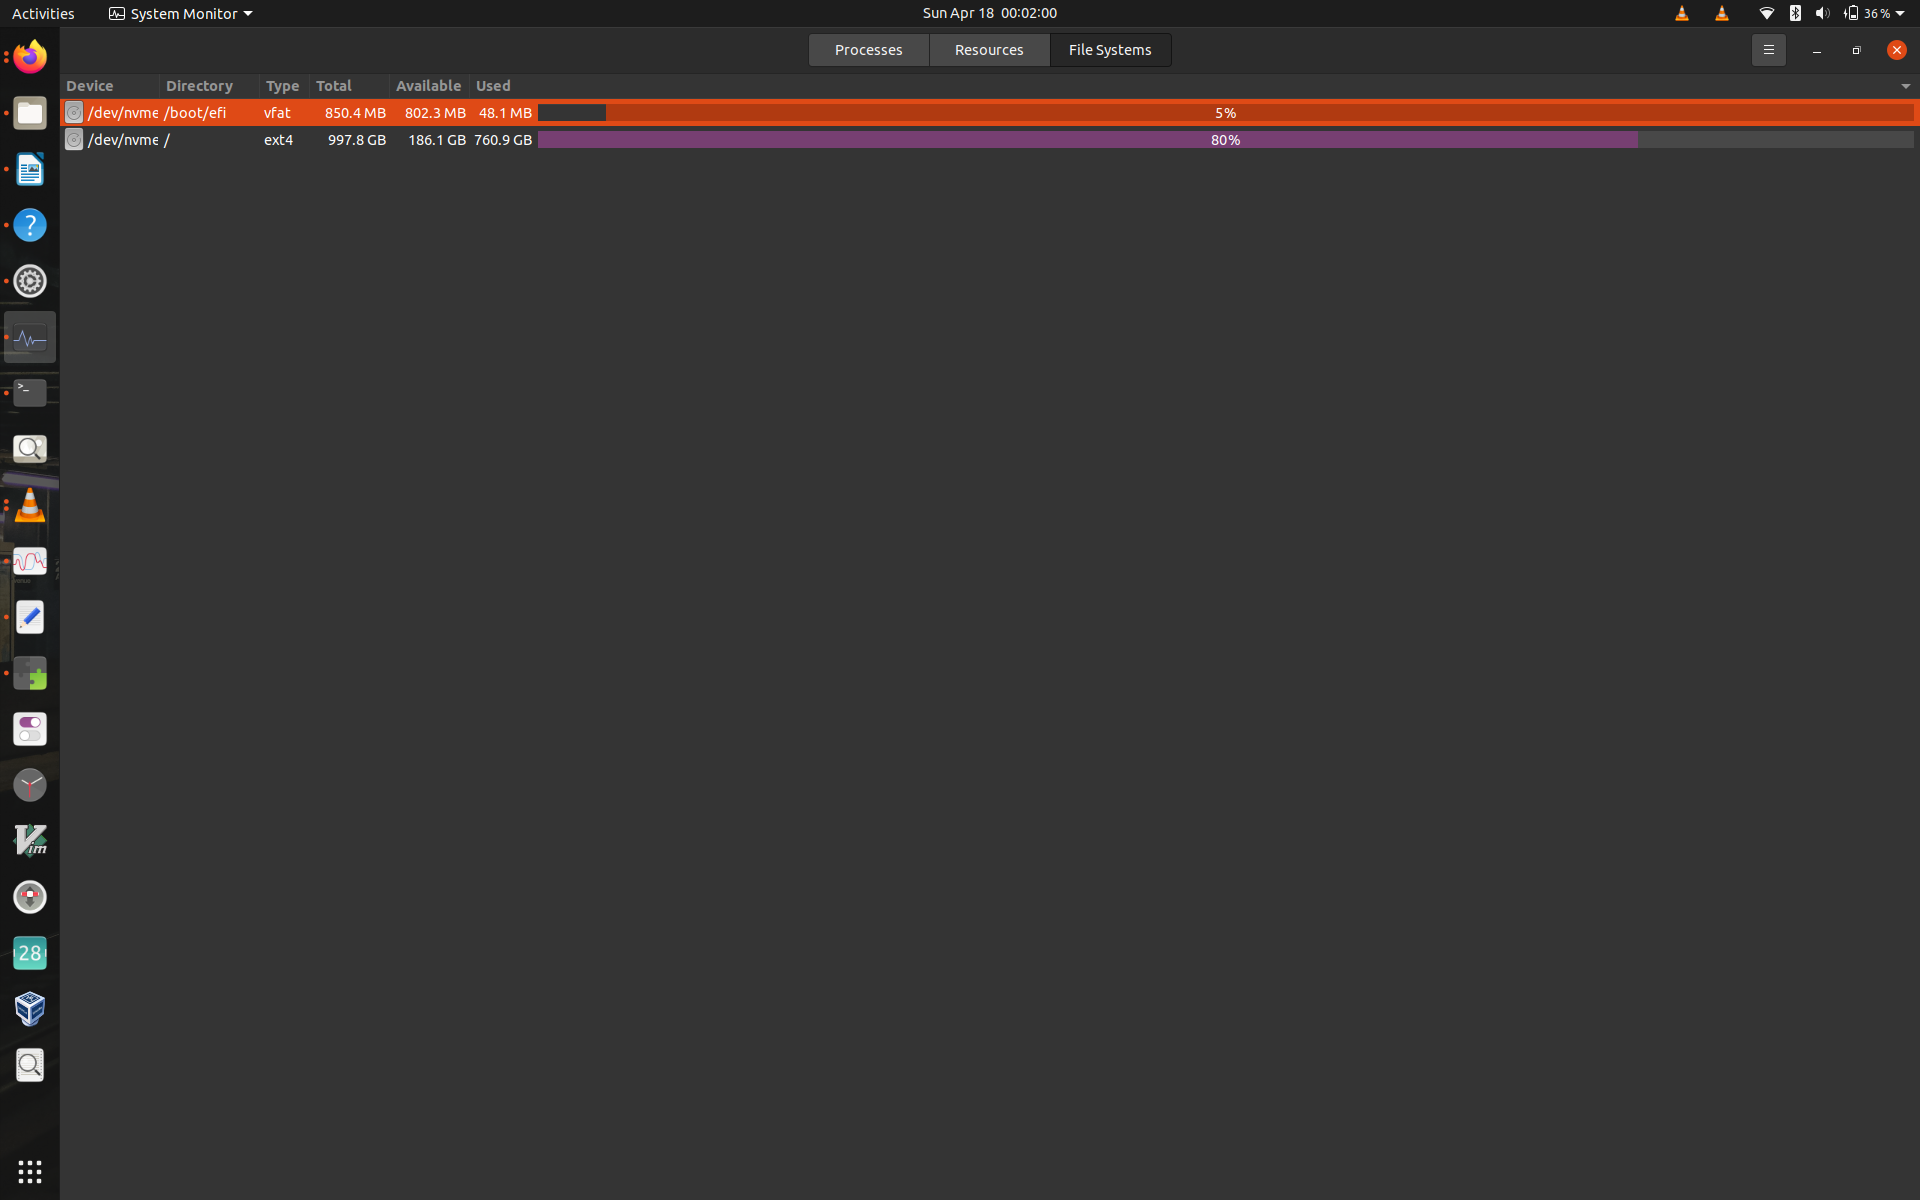 Activities System Monitor Sun Apr 18 00:02:00 36%
Processes Resources File Systems
Device Directory Type Total Available Used
/dev/nvme /boot/efi vfat 850.4 MB 802.3 MB 48.1 MB 5%
/dev/nvme / ext4 997.8 GB 186.1 GB 760.9 GB 80%
?
>_
Vim
28